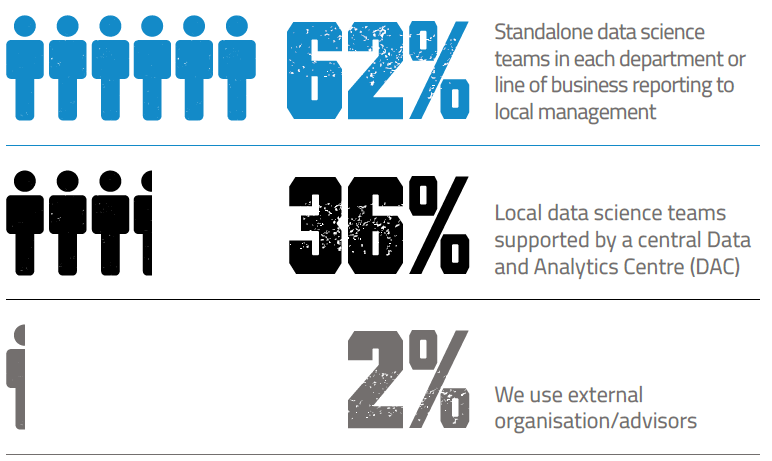 62%
Standalone data science
teams in each department or
line of business reporting to
local management
36%
Local data science teams
supported by a central Data
and Analytics Centre (DAC)
2%
We use external
organisation/advisors